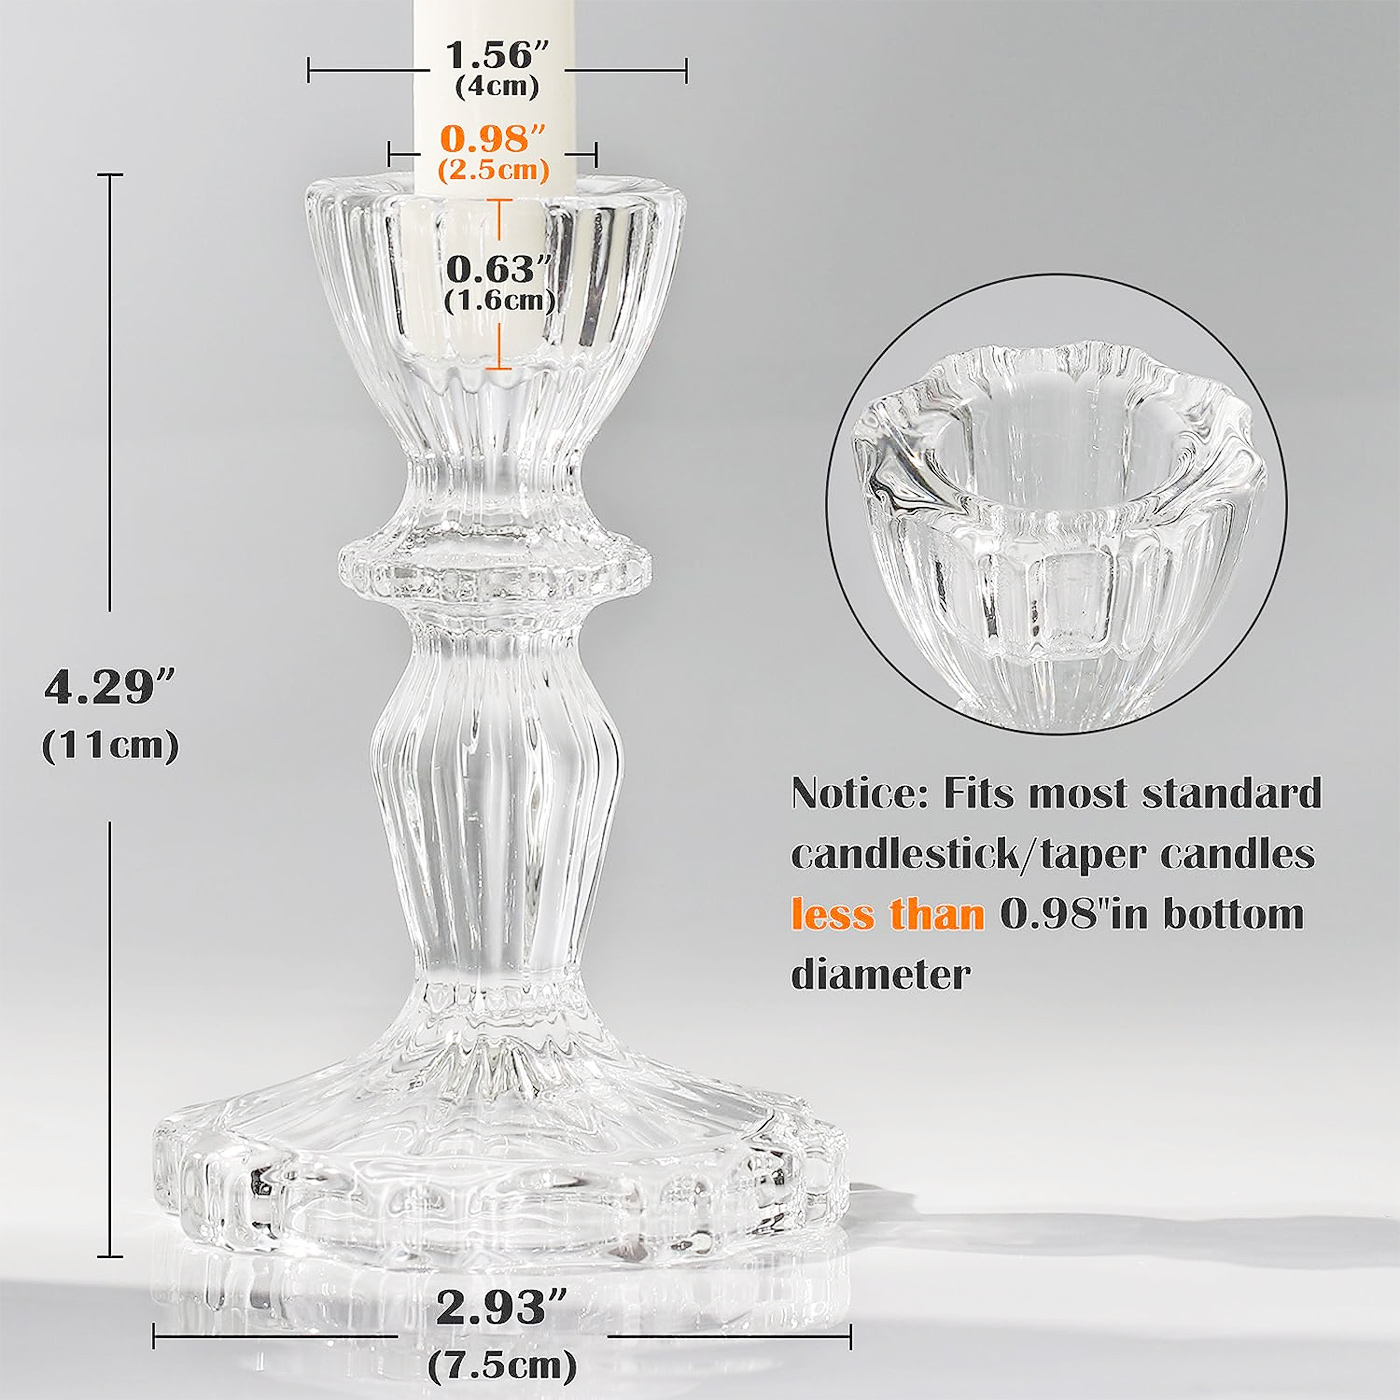 1.56”
(4cm)
0.98”
(2.5cm)
0.63”
(1.6cm)
4.29”
(11cm)
Notice: Fits most standard
candlestick/taper candles
less than 0.98"in bottom
diameter
2.93”
(7.5cm)